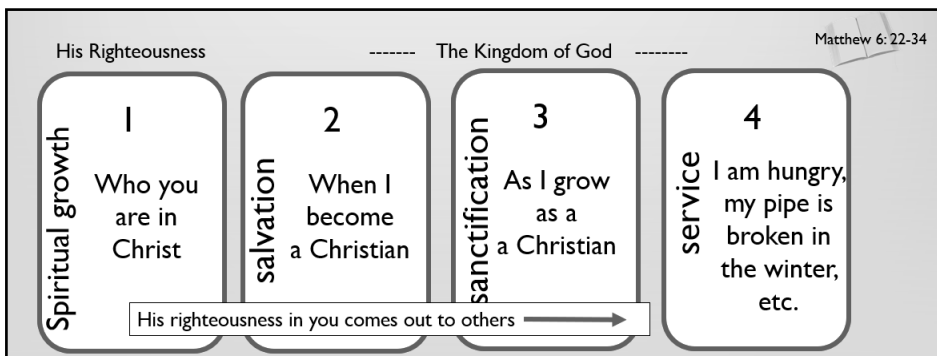 His Righteousness ------- The Kingdom of God --------
Matthew 6: 22-34
Spiritual growth
1
Who you
are in
Christ
salvation
2
When I
become
a Christian
sanctification
3
As I grow
as a
a Christian
service
4
I am hungry,
my pipe is
broken in
the winter,
etc.
His righteousness in you comes out to others